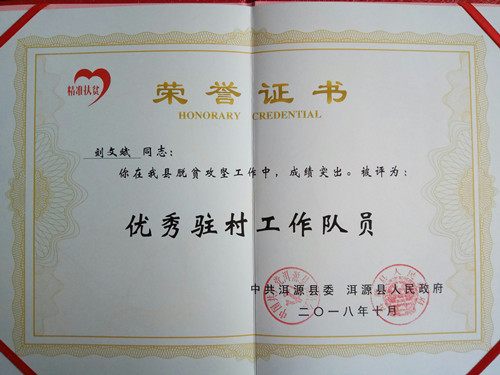 精准扶贫
荣誉证书
HONORARY CREDENTIAL
刘文斌 同志：
你在我县脱贫攻坚工作中，成绩突出。被评为：
优秀驻村工作队员
中共洱源县委 洱源县人民政府
二〇一八年十月